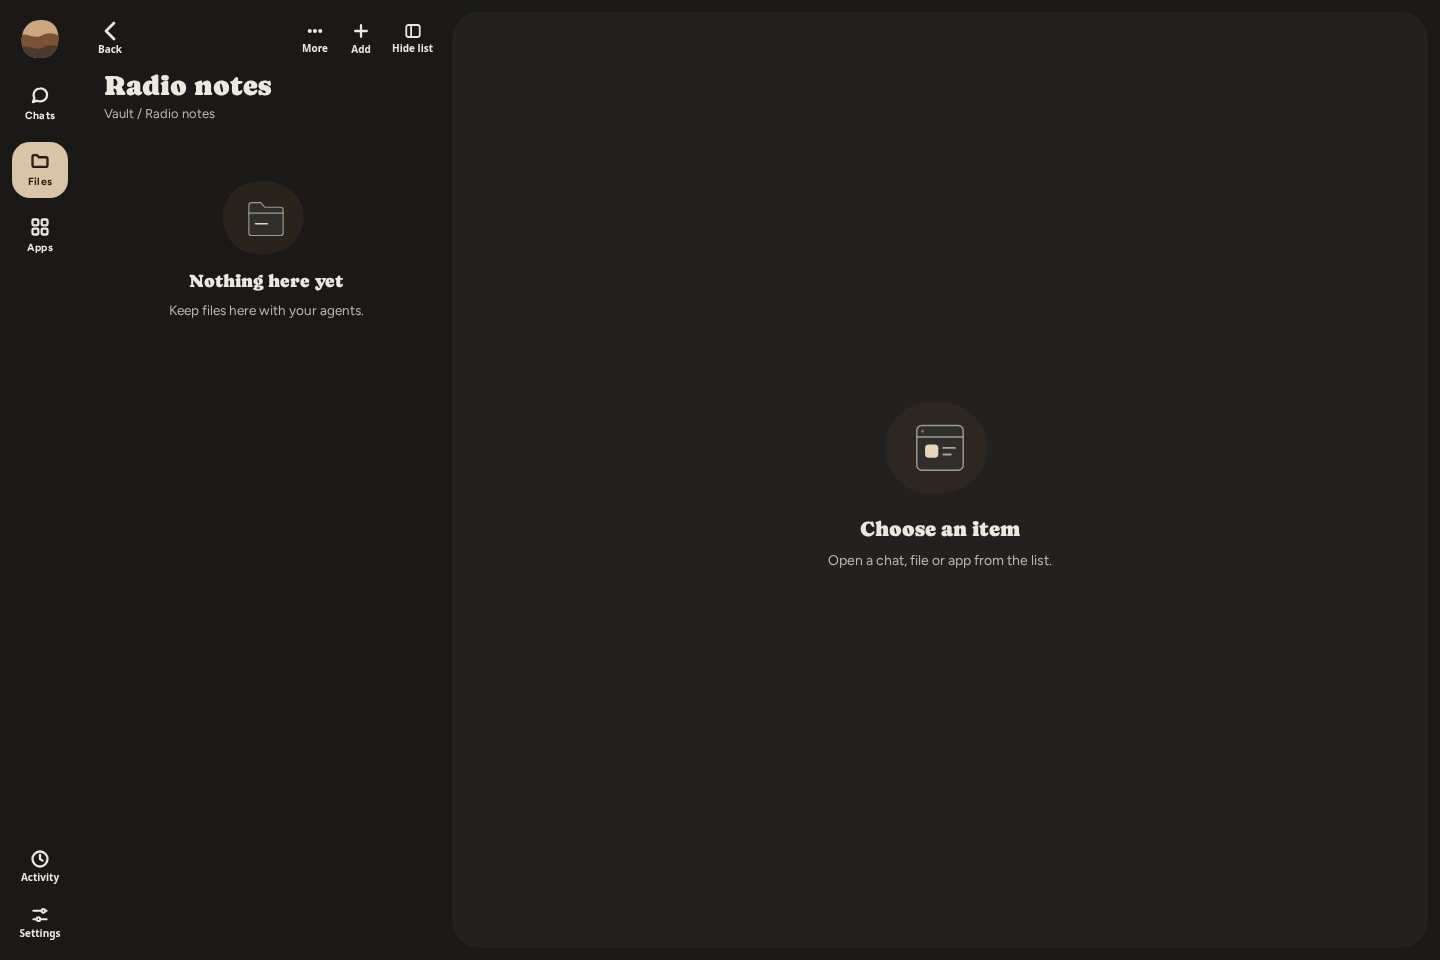 Back
More
Add
Hide list
Radio notes
Vault / Radio notes
Chats
Files
Apps
Nothing here yet
Keep files here with your agents.
Choose an item
Open a chat, file or app from the list.
Activity
Settings